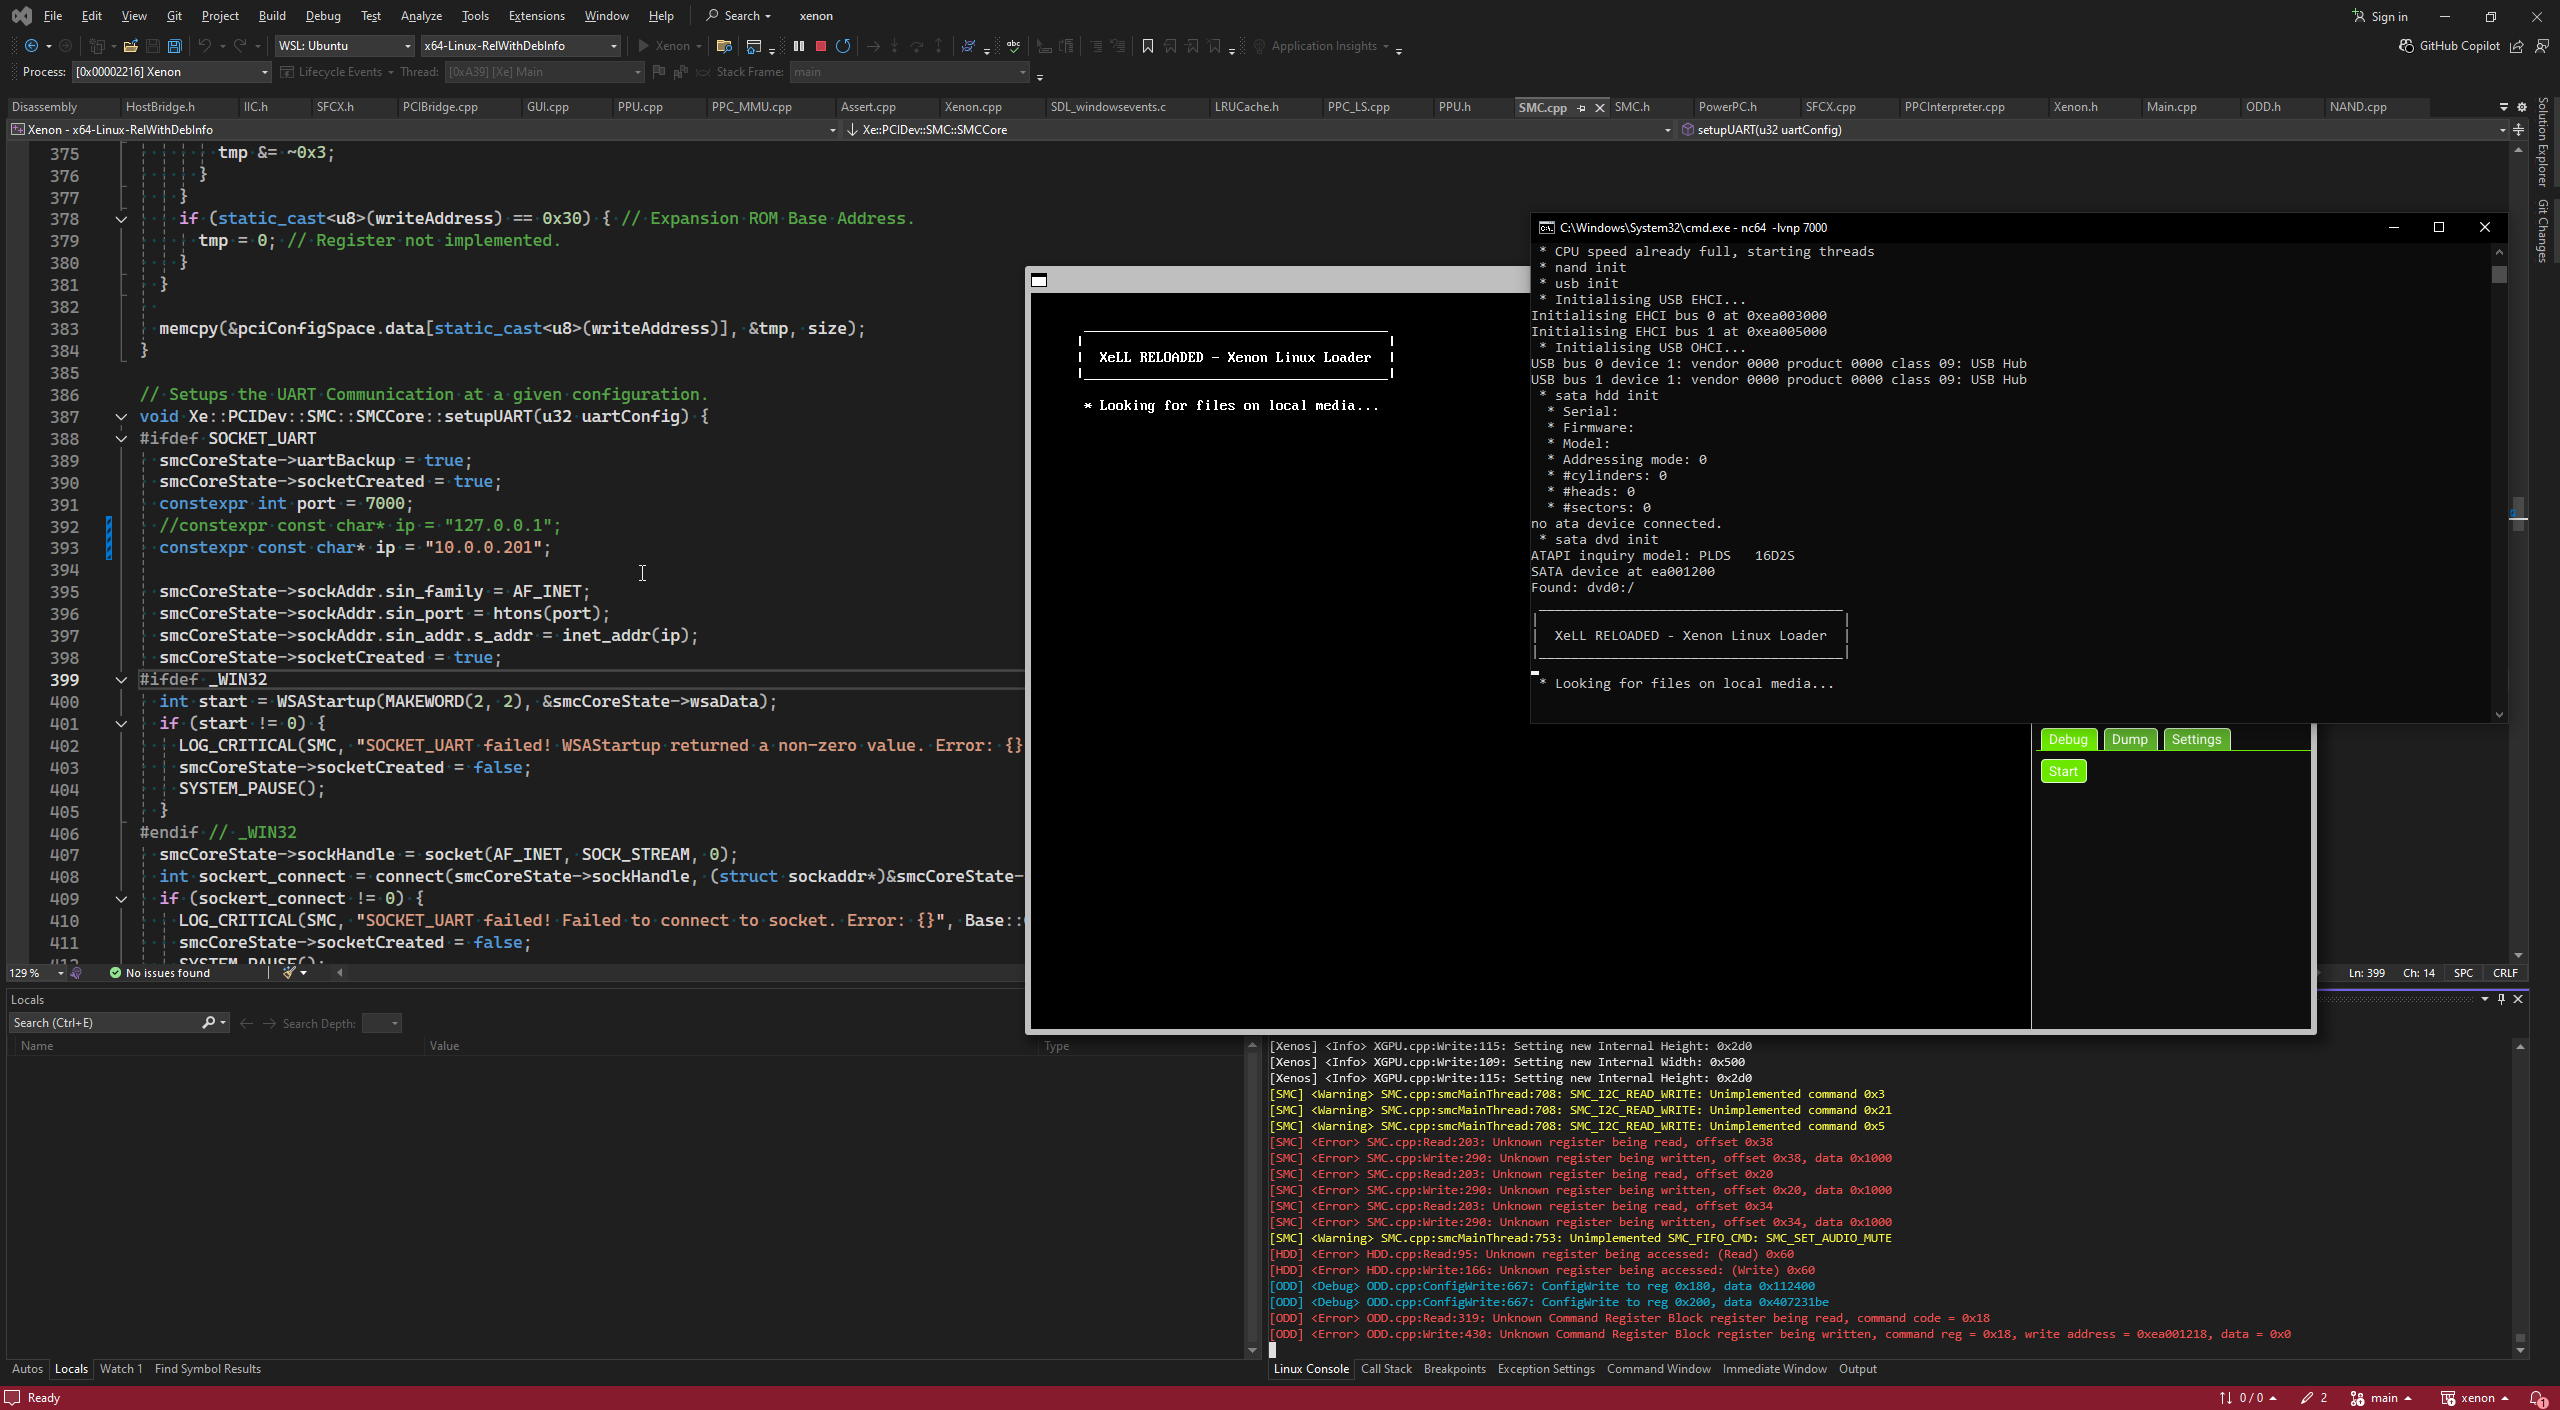 File Edit View Git Project Build Debug Test Analyze Tools Extensions Window Help Search xenon Sign in
WSL: Ubuntu x64-Linux-RelWithDebInfo Xenon Application Insights GitHub Copilot
Process: [0x00002216] Xenon Lifecycle Events Thread: [0xA39] [Xe] Main Stack Frame: main
Disassembly HostBridge.h IIC.h SFCX.h PCIBridge.cpp GUI.cpp PPU.cpp PPC_MMU.cpp Assert.cpp Xenon.cpp SDL_windowsevents.c LRUCache.h PPC_LS.cpp PPU.h SMC.cpp SMC.h PowerPC.h SFCX.cpp PPCInterpreter.cpp Xenon.h Main.cpp ODD.h NAND.cpp
Xenon - x64-Linux-RelWithDebInfo Xe::PCIDev::SMC::SMCCore setupUART(u32 uartConfig)
Solution Explorer
Git Changes
375 tmp &= ~0x3;
376 }
377 }
378 if (static_cast<u8>(writeAddress) == 0x30) { // Expansion ROM Base Address.
379 tmp = 0; // Register not implemented.
380 }
381 }
382
383 memcpy(&pciConfigSpace.data[static_cast<u8>(writeAddress)], &tmp, size);
384 }
385
386 // Setups the UART Communication at a given configuration.
387 void Xe::PCIDev::SMC::SMCCore::setupUART(u32 uartConfig) {
388 #ifdef SOCKET_UART
389 smcCoreState->uartBackup = true;
390 smcCoreState->socketCreated = true;
391 constexpr int port = 7000;
392 //constexpr const char* ip = "127.0.0.1";
393 constexpr const char* ip = "10.0.0.201";
394
395 smcCoreState->sockAddr.sin_family = AF_INET;
396 smcCoreState->sockAddr.sin_port = htons(port);
397 smcCoreState->sockAddr.sin_addr.s_addr = inet_addr(ip);
398 smcCoreState->socketCreated = true;
399 #ifdef _WIN32
400 int start = WSAStartup(MAKEWORD(2, 2), &smcCoreState->wsaData);
401 if (start != 0) {
402 LOG_CRITICAL(SMC, "SOCKET_UART failed! WSAStartup returned a non-zero value. Error: {}
403 smcCoreState->socketCreated = false;
404 SYSTEM_PAUSE();
405 }
406 #endif // _WIN32
407 smcCoreState->sockHandle = socket(AF_INET, SOCK_STREAM, 0);
408 int sockert_connect = connect(smcCoreState->sockHandle, (struct sockaddr*)&smcCoreState-
409 if (sockert_connect != 0) {
410 LOG_CRITICAL(SMC, "SOCKET_UART failed! Failed to connect to socket. Error: {}", Base::
411 smcCoreState->socketCreated = false;
412 SYSTEM_PAUSE();
129 % No issues found Ln: 399 Ch: 14 SPC CRLF
XeLL RELOADED - Xenon Linux Loader
* Looking for files on local media...
C:\Windows\System32\cmd.exe - nc64 -lvnp 7000
* CPU speed already full, starting threads
* nand init
* usb init
* Initialising USB EHCI...
Initialising EHCI bus 0 at 0xea003000
Initialising EHCI bus 1 at 0xea005000
* Initialising USB OHCI...
USB bus 0 device 1: vendor 0000 product 0000 class 09: USB Hub
USB bus 1 device 1: vendor 0000 product 0000 class 09: USB Hub
* sata hdd init
* Serial:
* Firmware:
* Model:
* Addressing mode: 0
* #cylinders: 0
* #heads: 0
* #sectors: 0
no ata device connected.
* sata dvd init
ATAPI inquiry model: PLDS 16D2S
SATA device at ea001200
Found: dvd0:/
XeLL RELOADED - Xenon Linux Loader
* Looking for files on local media...
Debug Dump Settings
Start
Locals
Search (Ctrl+E) Search Depth:
Name Value Type
[Xenos] <Info> XGPU.cpp:Write:115: Setting new Internal Height: 0x2d0
[Xenos] <Info> XGPU.cpp:Write:109: Setting new Internal Width: 0x500
[Xenos] <Info> XGPU.cpp:Write:115: Setting new Internal Height: 0x2d0
[SMC] <Warning> SMC.cpp:smcMainThread:708: SMC_I2C_READ_WRITE: Unimplemented command 0x3
[SMC] <Warning> SMC.cpp:smcMainThread:708: SMC_I2C_READ_WRITE: Unimplemented command 0x21
[SMC] <Warning> SMC.cpp:smcMainThread:708: SMC_I2C_READ_WRITE: Unimplemented command 0x5
[SMC] <Error> SMC.cpp:Read:203: Unknown register being read, offset 0x38
[SMC] <Error> SMC.cpp:Write:290: Unknown register being written, offset 0x38, data 0x1000
[SMC] <Error> SMC.cpp:Read:203: Unknown register being read, offset 0x20
[SMC] <Error> SMC.cpp:Write:290: Unknown register being written, offset 0x20, data 0x1000
[SMC] <Error> SMC.cpp:Read:203: Unknown register being read, offset 0x34
[SMC] <Error> SMC.cpp:Write:290: Unknown register being written, offset 0x34, data 0x1000
[SMC] <Warning> SMC.cpp:smcMainThread:753: Unimplemented SMC_FIFO_CMD: SMC_SET_AUDIO_MUTE
[HDD] <Error> HDD.cpp:Read:95: Unknown register being accessed: (Read) 0x60
[HDD] <Error> HDD.cpp:Write:166: Unknown register being accessed: (Write) 0x60
[ODD] <Debug> ODD.cpp:ConfigWrite:667: ConfigWrite to reg 0x180, data 0x112400
[ODD] <Debug> ODD.cpp:ConfigWrite:667: ConfigWrite to reg 0x200, data 0x407231be
[ODD] <Error> ODD.cpp:Read:319: Unknown Command Register Block register being read, command code = 0x18
[ODD] <Error> ODD.cpp:Write:430: Unknown Command Register Block register being written, command reg = 0x18, write address = 0xea001218, data = 0x0
Autos Locals Watch 1 Find Symbol Results
Linux Console Call Stack Breakpoints Exception Settings Command Window Immediate Window Output
Ready 0 / 0 2 main xenon 1